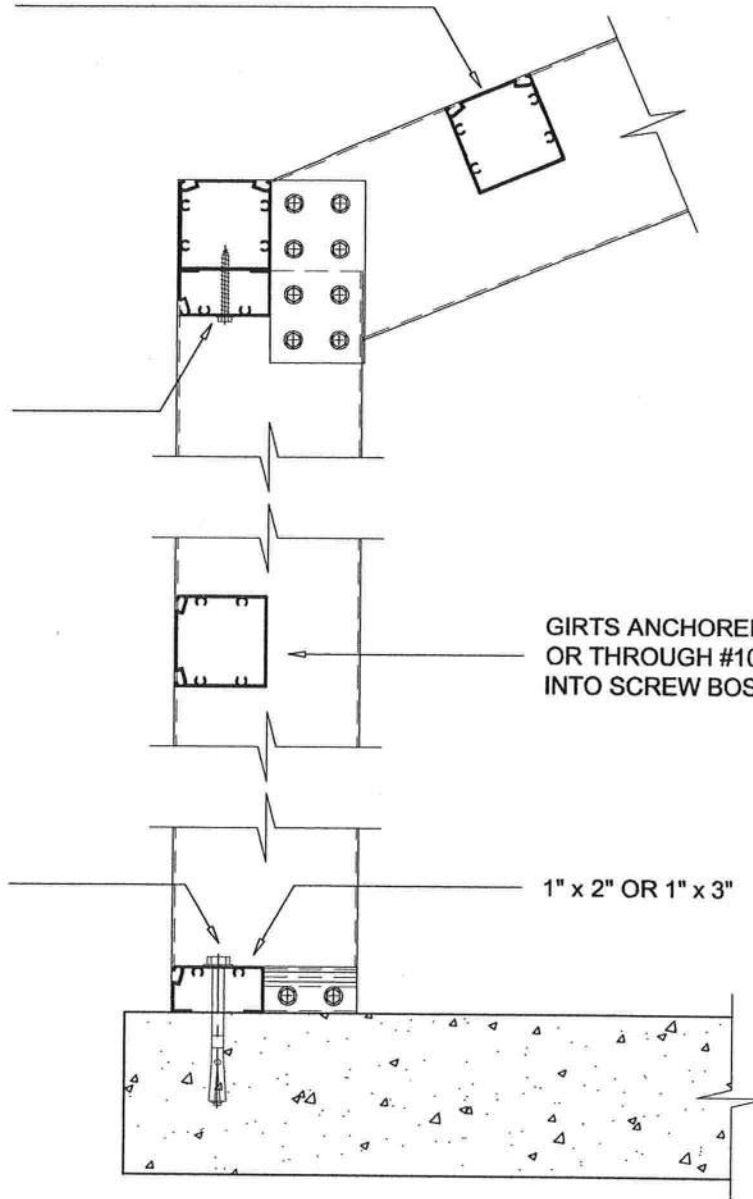 GIRTS ANCHORED
OR THROUGH #10
INTO SCREW BOS
1" x 2" OR 1" x 3"